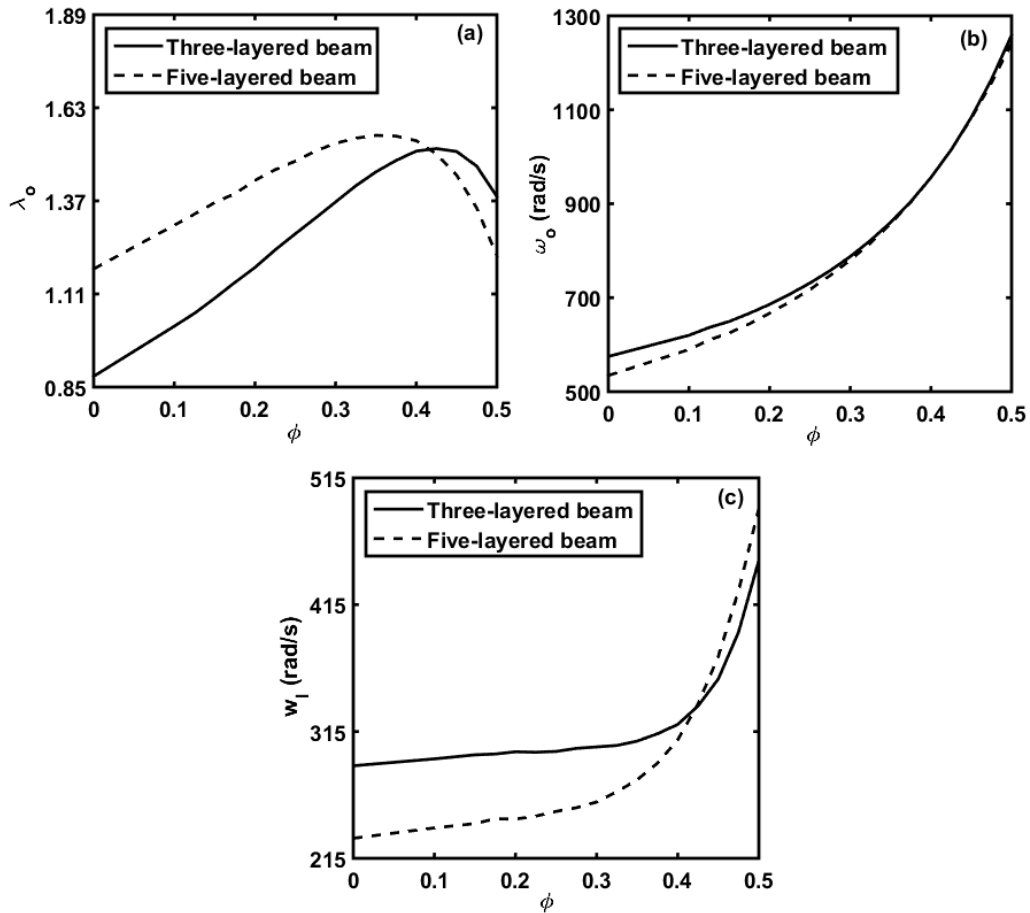 (a)
Three-layered beam
Five-layered beam
1.89
1.63
1.37
1.11
0.85
λo
0 0.1 0.2 0.3 0.4 0.5
ϕ
(b)
Three-layered beam
Five-layered beam
1300
1100
900
700
500
ωo (rad/s)
0 0.1 0.2 0.3 0.4 0.5
ϕ
(c)
Three-layered beam
Five-layered beam
515
415
315
215
wl (rad/s)
0 0.1 0.2 0.3 0.4 0.5
ϕ